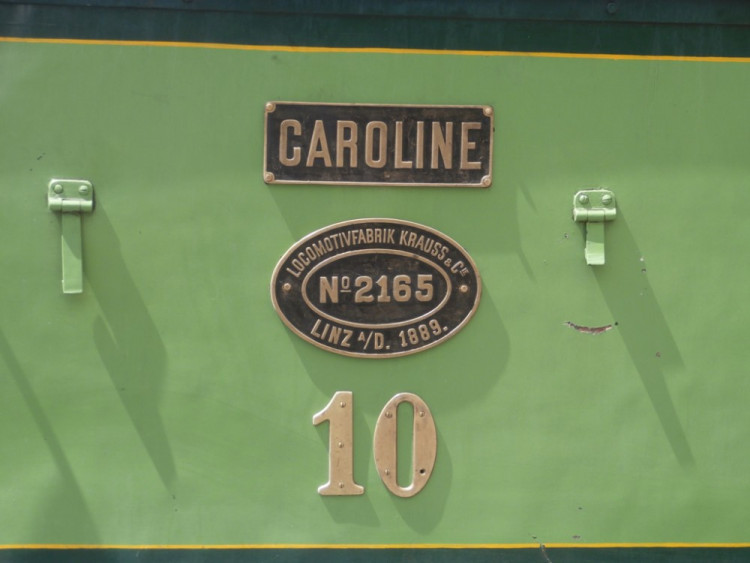 CAROLINE
LOCOMOTIVFABRIK KRAUSS & CIE
No 2165
LINZ A/D. 1889.
10